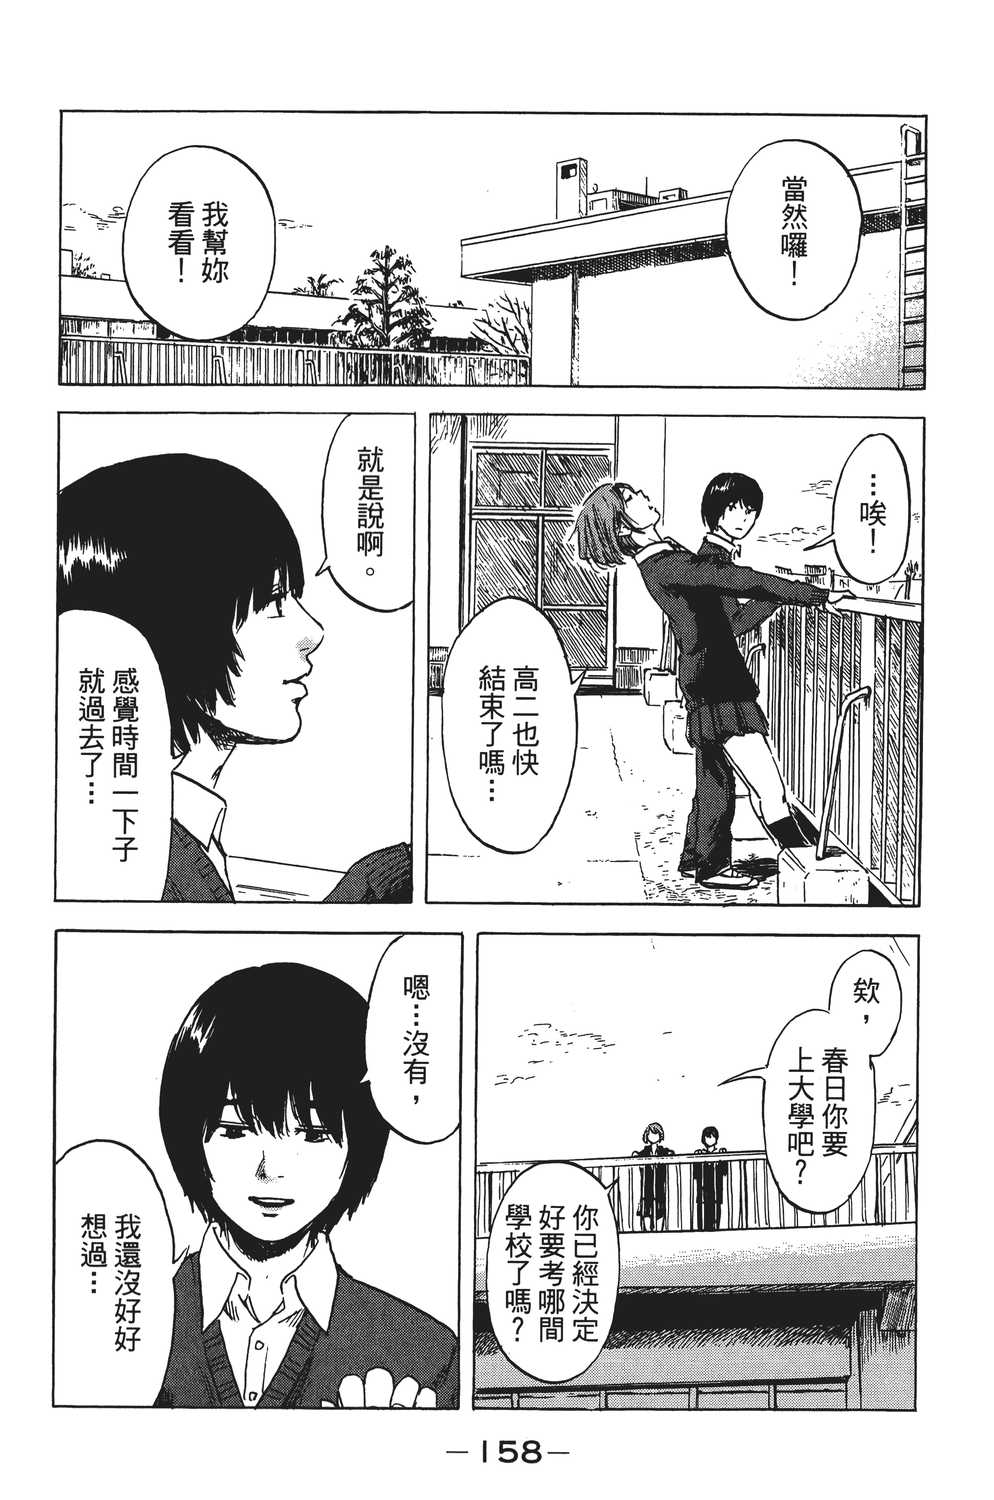 當然囉！
我幫妳
看看！
…唉！
高二也快
結束了嗎…
就是說啊。
感覺時間一下子
就過去了…
欸，
春日你要
上大學吧？
你已經決定
好要考哪間
學校了嗎？
嗯…沒有，
我還沒好好
想過…
—158—